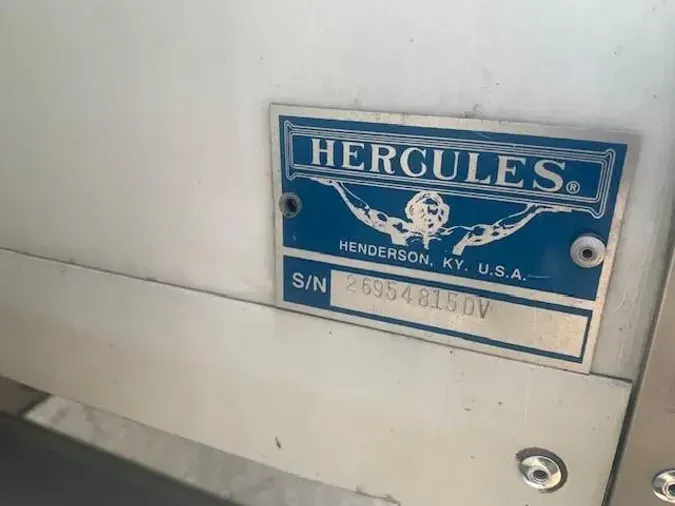 HERCULES®
HENDERSON, KY. U.S.A.
S/N 26954815DV